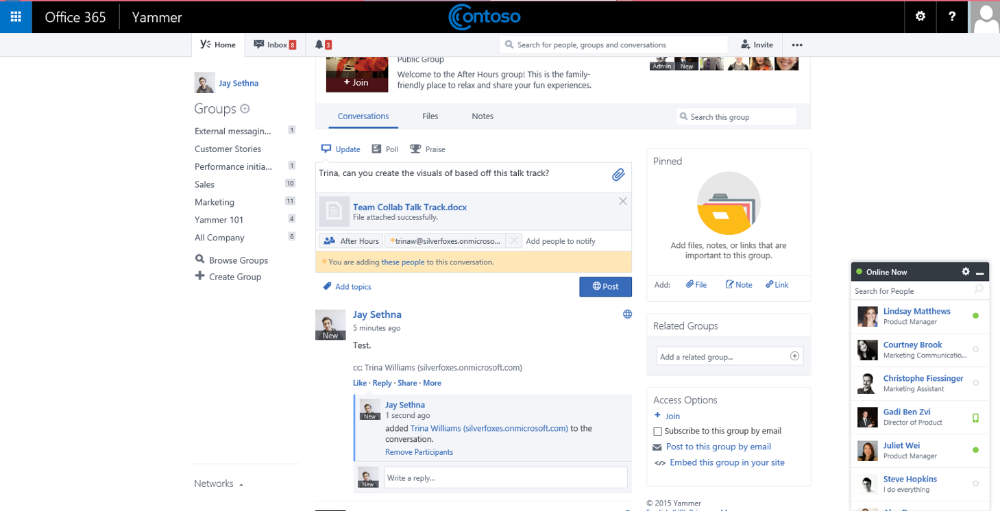 Office 365
Yammer
Contoso
?
Home
Inbox 8
3
Search for people, groups and conversations
Invite
•••
Jay Sethna
Groups
External messagin... 1
Customer Stories
Performance initia... 1
Sales 10
Marketing 11
Yammer 101 4
All Company 6
Browse Groups
Create Group
Networks
+ Join
Public Group
Welcome to the After Hours group! This is the family-
friendly place to relax and share your fun experiences.
Admin
New
Conversations
Files
Notes
Search this group
Update
Poll
Praise
Trina, can you create the visuals of based off this talk track?
Team Collab Talk Track.docx
File attached successfully.
After Hours
*trinaw@silverfoxes.onmicroso...
Add people to notify
* You are adding these people to this conversation.
Add topics
Post
Jay Sethna
New
5 minutes ago
Test.
cc: Trina Williams (silverfoxes.onmicrosoft.com)
Like · Reply · Share · More
Jay Sethna
New
1 second ago
added Trina Williams (silverfoxes.onmicrosoft.com) to the
conversation.
Remove Participants
New
Write a reply...
Pinned
Add files, notes, or links that are
important to this group.
Add:
File
Note
Link
Related Groups
Add a related group...
Access Options
+ Join
Subscribe to this group by email
Post to this group by email
</> Embed this group in your site
© 2015 Yammer
Online Now
Search for People
Lindsay Matthews
Product Manager
Courtney Brook
Marketing Communicatio...
Christophe Fiessinger
Marketing Assistant
Gadi Ben Zvi
Director of Product
Juliet Wei
Product Manager
Steve Hopkins
I do everything